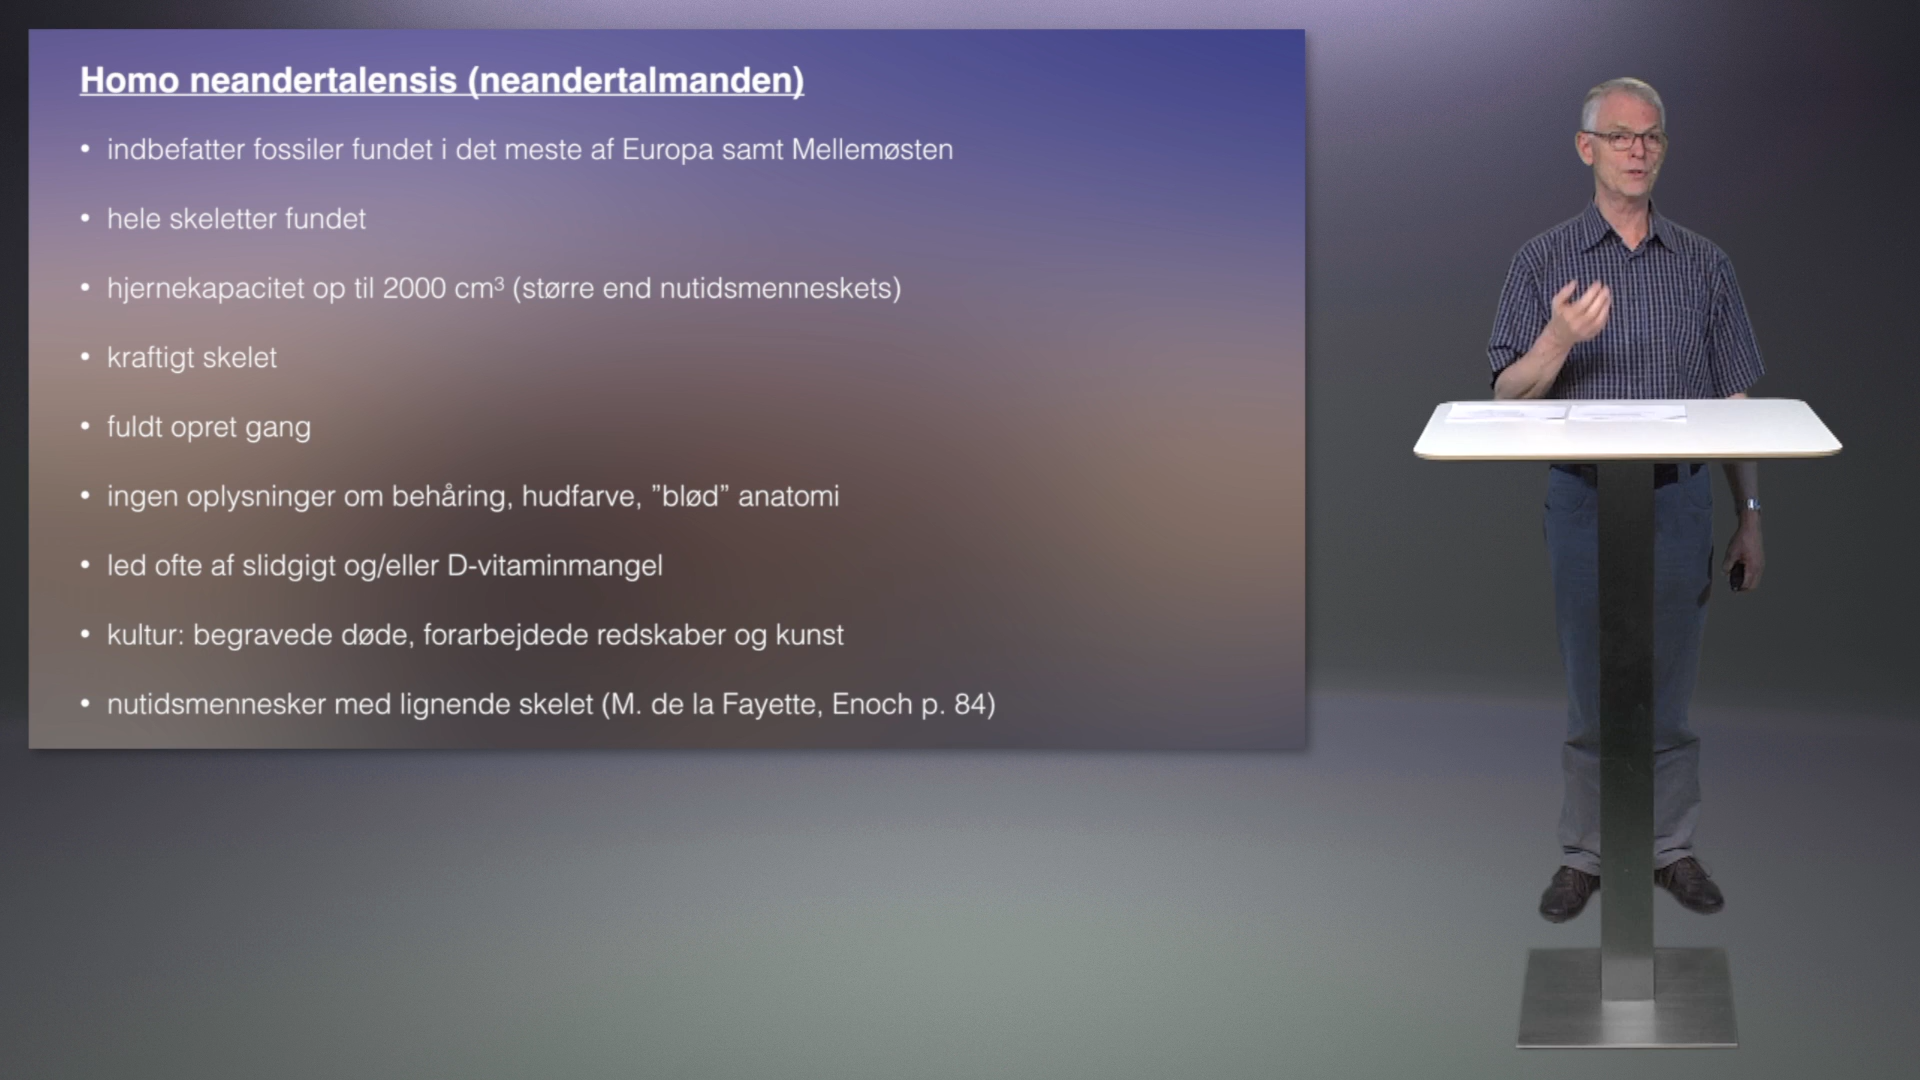 Homo neandertalensis (neandertalmanden)
• indbefatter fossiler fundet i det meste af Europa samt Mellemøsten
• hele skeletter fundet
• hjernekapacitet op til 2000 cm³ (større end nutidsmenneskets)
• kraftigt skelet
• fuldt opret gang
• ingen oplysninger om behåring, hudfarve, ”blød” anatomi
• led ofte af slidgigt og/eller D-vitaminmangel
• kultur: begravede døde, forarbejdede redskaber og kunst
• nutidsmennesker med lignende skelet (M. de la Fayette, Enoch p. 84)